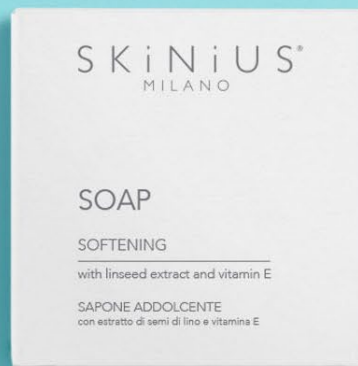 SKiNiUS®
MILANO
SOAP
SOFTENING
with linseed extract and vitamin E
SAPONE ADDOLCENTE
con estratto di semi di lino e vitamina E